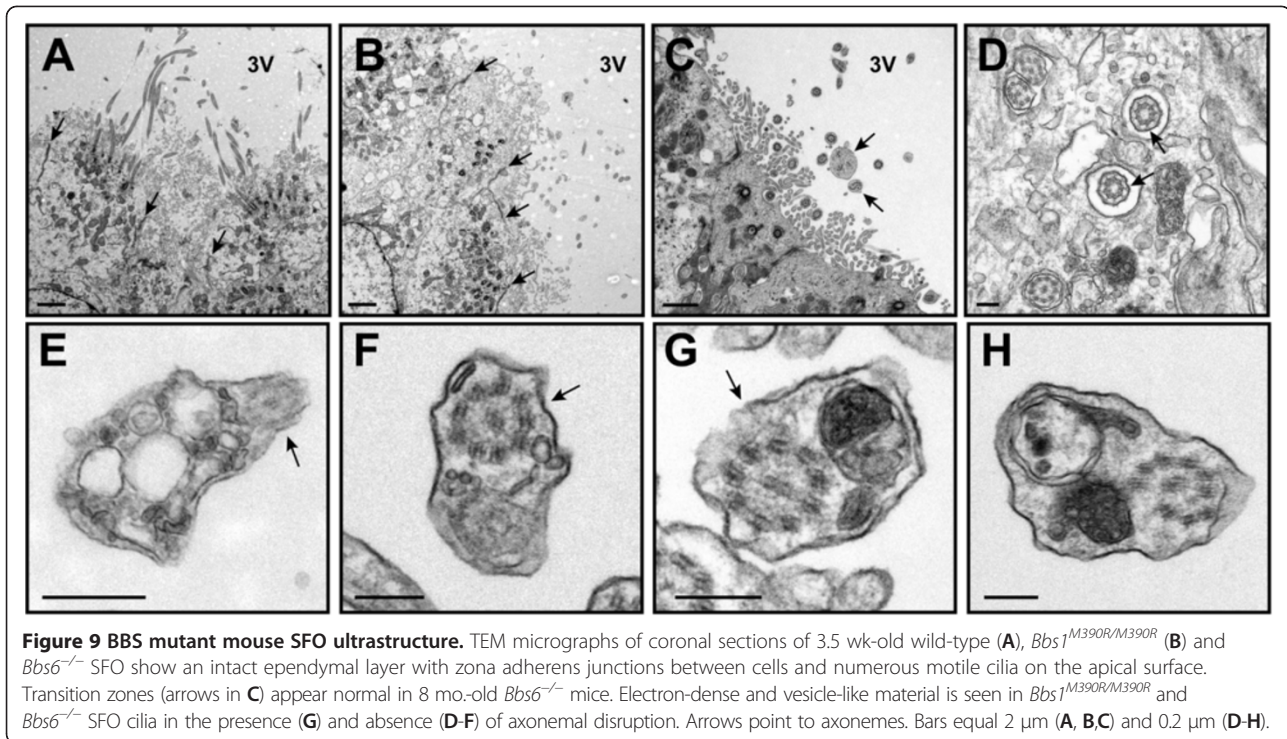 A
3V
B
3V
C
3V
D
E
F
G
H
Figure 9 BBS mutant mouse SFO ultrastructure. TEM micrographs of coronal sections of 3.5 wk-old wild-type (A), Bbs1M390R/M390R (B) and
Bbs6−/− SFO show an intact ependymal layer with zona adherens junctions between cells and numerous motile cilia on the apical surface.
Transition zones (arrows in C) appear normal in 8 mo.-old Bbs6−/− mice. Electron-dense and vesicle-like material is seen in Bbs1M390R/M390R and
Bbs6−/− SFO cilia in the presence (G) and absence (D-F) of axonemal disruption. Arrows point to axonemes. Bars equal 2 μm (A, B,C) and 0.2 μm (D-H).